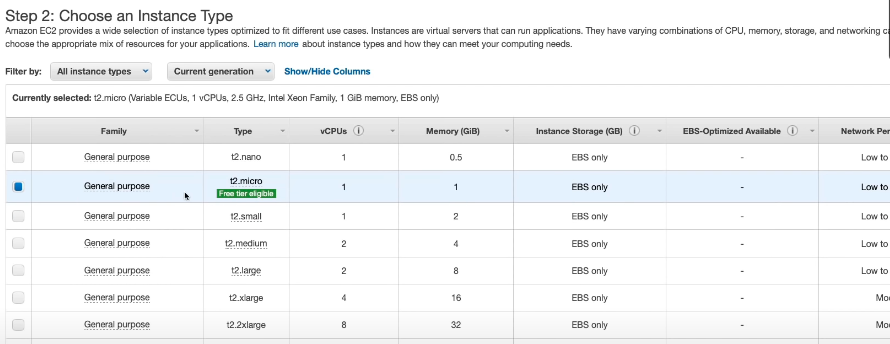 Step 2: Choose an Instance Type
Amazon EC2 provides a wide selection of instance types optimized to fit different use cases. Instances are virtual servers that can run applications. They have varying combinations of CPU, memory, storage, and networking
choose the appropriate mix of resources for your applications. Learn more about instance types and how they can meet your computing needs.
Filter by: All instance types Current generation Show/Hide Columns
Currently selected: t2.micro (Variable ECUs, 1 vCPUs, 2.5 GHz, Intel Xeon Family, 1 GiB memory, EBS only)
Family Type vCPUs Memory (GiB) Instance Storage (GB) EBS-Optimized Available Network
General purpose t2.nano 1 0.5 EBS only - Low to
General purpose t2.micro 1 1 EBS only - Low to
Free tier eligible
General purpose t2.small 1 2 EBS only - Low to
General purpose t2.medium 2 4 EBS only - Low to
General purpose t2.large 2 8 EBS only - Low to
General purpose t2.xlarge 4 16 EBS only -
General purpose t2.2xlarge 8 32 EBS only -